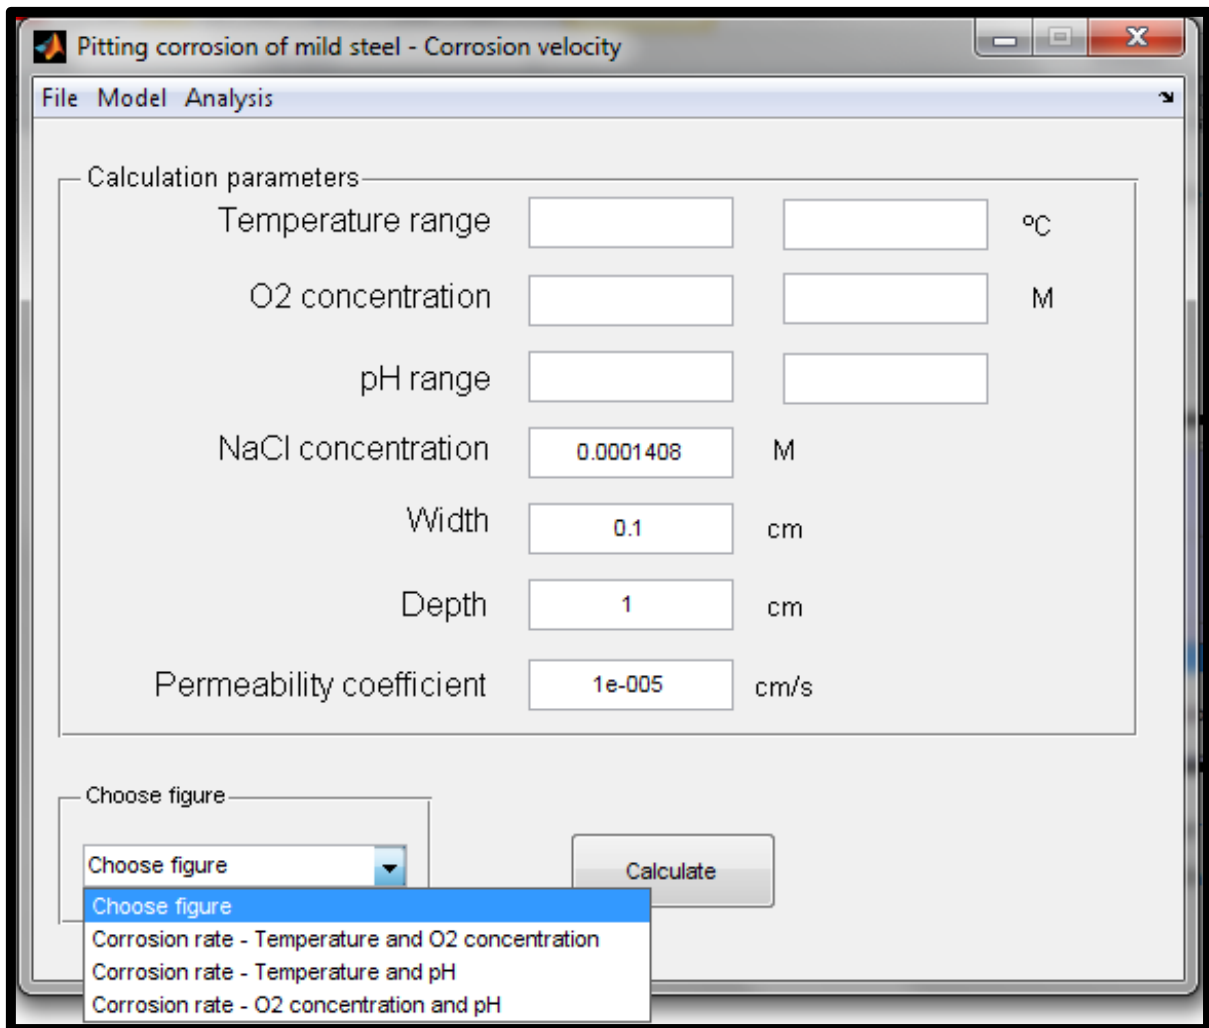 Pitting corrosion of mild steel - Corrosion velocity
File Model Analysis
Calculation parameters
Temperature range ºC
O2 concentration M
pH range
NaCl concentration 0.0001408 M
Width 0.1 cm
Depth 1 cm
Permeability coefficient 1e-005 cm/s
Choose figure
Choose figure
Calculate
Choose figure
Corrosion rate - Temperature and O2 concentration
Corrosion rate - Temperature and pH
Corrosion rate - O2 concentration and pH